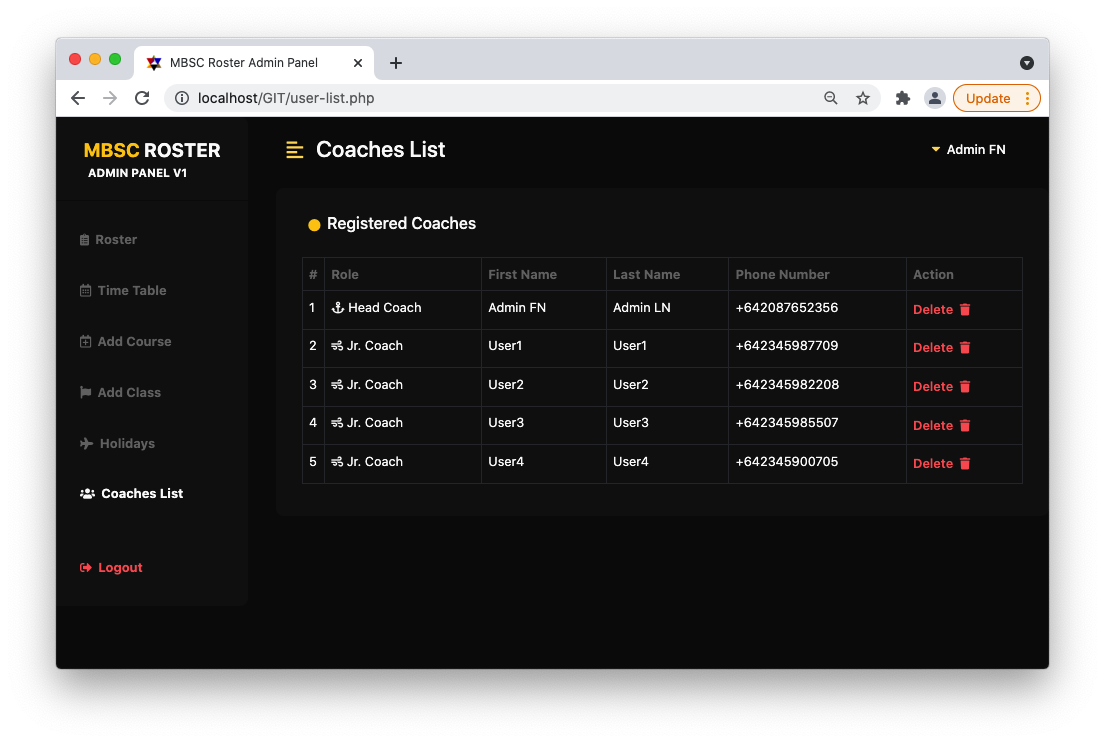 MBSC Roster Admin Panel
localhost/GIT/user-list.php
Update
MBSC ROSTER
ADMIN PANEL V1
Coaches List
Admin FN
Roster
Time Table
Add Course
Add Class
Holidays
Coaches List
Logout
Registered Coaches
# Role First Name Last Name Phone Number Action
1 Head Coach Admin FN Admin LN +642087652356 Delete
2 Jr. Coach User1 User1 +642345987709 Delete
3 Jr. Coach User2 User2 +642345982208 Delete
4 Jr. Coach User3 User3 +642345985507 Delete
5 Jr. Coach User4 User4 +642345900705 Delete